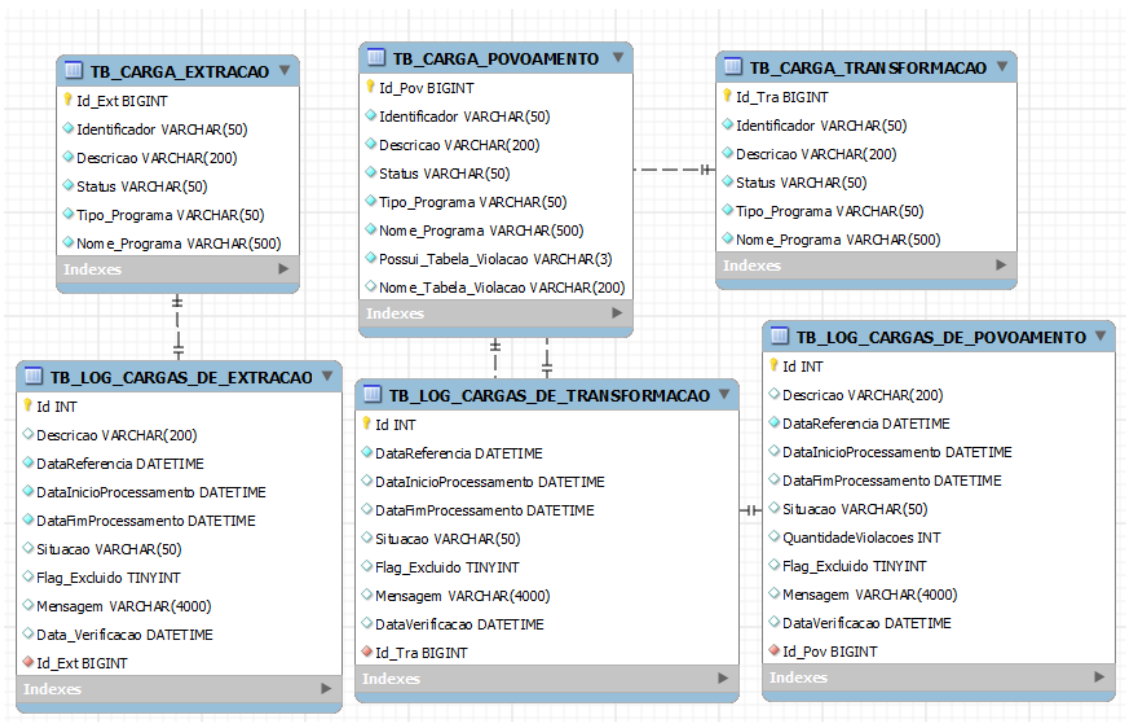 TB_CARGA_EXTRACAO
Id_Ext BIGINT
Identificador VARCHAR(50)
Descricao VARCHAR(200)
Status VARCHAR(50)
Tipo_Programa VARCHAR(50)
Nome_Programa VARCHAR(500)
Indexes
TB_CARGA_POVOAMENTO
Id_Pov BIGINT
Identificador VARCHAR(50)
Descricao VARCHAR(200)
Status VARCHAR(50)
Tipo_Programa VARCHAR(50)
Nome_Programa VARCHAR(500)
Possui_Tabela_Violacao VARCHAR(3)
Nome_Tabela_Violacao VARCHAR(200)
Indexes
TB_CARGA_TRANSFORMACAO
Id_Tra BIGINT
Identificador VARCHAR(50)
Descricao VARCHAR(200)
Status VARCHAR(50)
Tipo_Programa VARCHAR(50)
Nome_Programa VARCHAR(500)
Indexes
TB_LOG_CARGAS_DE_EXTRACAO
Id INT
Descricao VARCHAR(200)
DataReferencia DATETIME
DataInicioProcessamento DATETIME
DataFimProcessamento DATETIME
Situacao VARCHAR(50)
Flag_Excluido TINYINT
Mensagem VARCHAR(4000)
Data_Verificacao DATETIME
Id_Ext BIGINT
Indexes
TB_LOG_CARGAS_DE_TRANSFORMACAO
Id INT
DataReferencia DATETIME
DataInicioProcessamento DATETIME
DataFimProcessamento DATETIME
Situacao VARCHAR(50)
Flag_Excluido TINYINT
Mensagem VARCHAR(4000)
DataVerificacao DATETIME
Id_Tra BIGINT
Indexes
TB_LOG_CARGAS_DE_POVOAMENTO
Id INT
Descricao VARCHAR(200)
DataReferencia DATETIME
DataInicioProcessamento DATETIME
DataFimProcessamento DATETIME
Situacao VARCHAR(50)
QuantidadeViolacoes INT
Flag_Excluido TINYINT
Mensagem VARCHAR(4000)
DataVerificacao DATETIME
Id_Pov BIGINT
Indexes